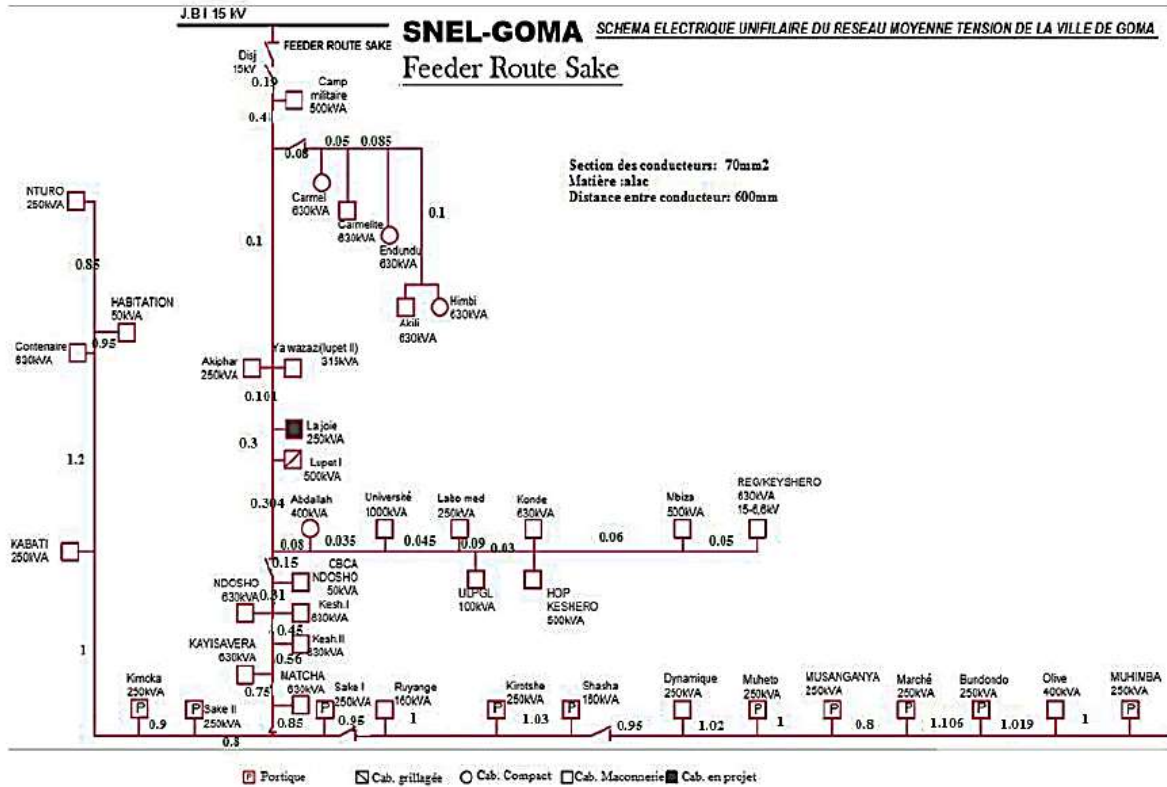 J.B I 15 kV
SNEL-GOMA
SCHEMA ELECTRIQUE UNIFILAIRE DU RESEAU MOYENNE TENSION DE LA VILLE DE GOMA
Feeder Route Sake
FEEDER ROUTE SAKE
Disj
15kV
0.19
Camp
militaire
500kVA
0.4
0.08
0.05
0.085
Carmel
630kVA
Carmelite
630kVA
Endundu
630kVA
0.1
Akili
630kVA
Himbi
630kVA
Section des conducteurs: 70mm2
Matière :alac
Distance entre conducteur: 600mm
NTURO
250kVA
0.85
HABITATION
50kVA
0.95
Contenaire
630kVA
1.2
KABATI
250kVA
1
0.1
Akiphar
250kVA
Ya wazazi(lupet II)
315kVA
0.101
La joie
250kVA
0.3
Lupet I
500kVA
0.304
Abdallah
400kVA
Université
1000kVA
Labo med
250kVA
Konde
630kVA
Mbiza
500kVA
REG/KEYSHERO
630kVA
15-6,6kV
0.08
0.035
0.045
0.09
0.03
0.06
0.05
ULPGL
100kVA
HOP
KESHERO
500kVA
0.15
CBCA
NDOSHO
50kVA
NDOSHO
630kVA
0.31
Kesh.I
630kVA
0.45
Kesh.II
630kVA
0.56
KAYISAVERA
630kVA
0.75
MATCHA
630kVA
Kimoka
250kVA
0.9
Sake II
250kVA
0.8
0.85
Sake I
250kVA
0.95
Ruyange
160kVA
1
Kirotshe
250kVA
1.03
Shasha
160kVA
0.95
Dynamique
250kVA
1.02
Muheto
250kVA
1
MUSANGANYA
250kVA
0.8
Marché
250kVA
1.106
Bundondo
250kVA
1.019
Olive
400kVA
1
MUHIMBA
250kVA
P Portique
Cab. grillagée
Cab. Compact
Cab. Maconnerie
Cab. en projet